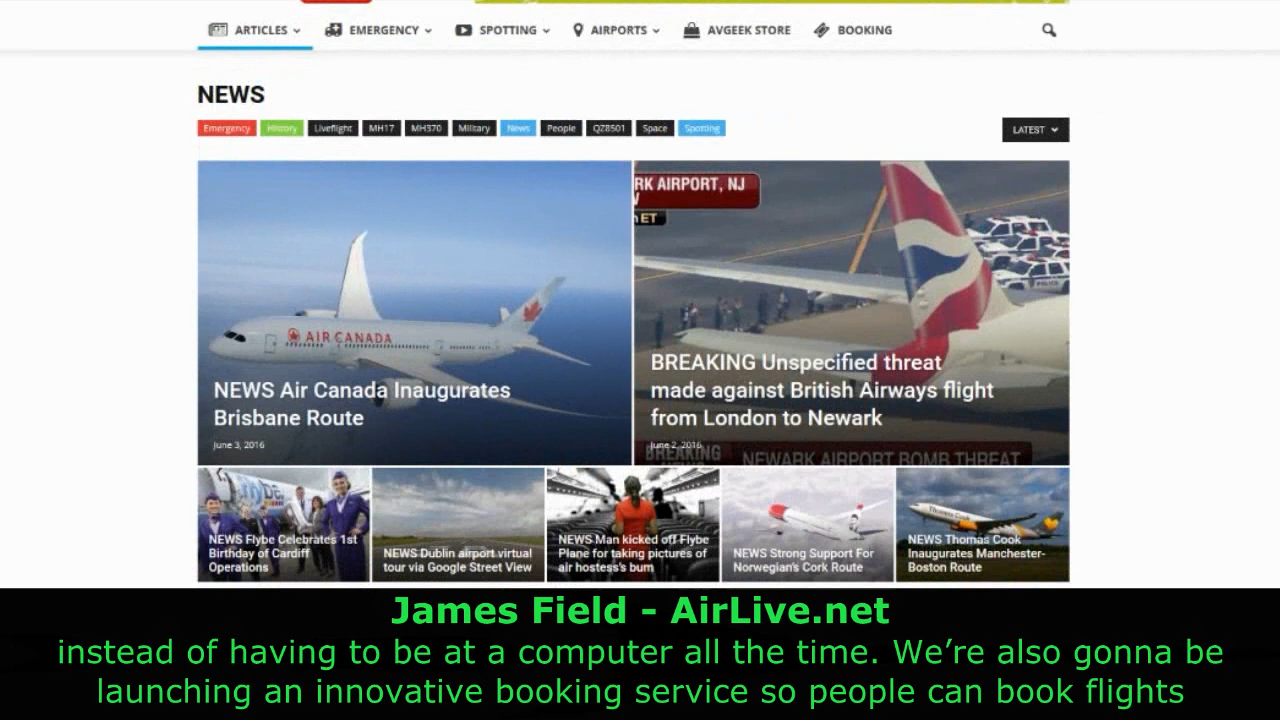 ARTICLES EMERGENCY SPOTTING AIRPORTS AVGEEK STORE BOOKING
NEWS
Emergency History Liveflight MH17 MH370 Military News People QZ8501 Space Spotting LATEST
RK AIRPORT, NJ
ET
AIR CANADA
NEWS Air Canada Inaugurates
Brisbane Route
June 3, 2016
BREAKING Unspecified threat
made against British Airways flight
from London to Newark
June 2, 2016
BREAKING
NEWARK AIRPORT BOMB THREAT
POLICE
flybe
NEWS Flybe Celebrates 1st
Birthday of Cardiff
Operations
NEWS Dublin airport virtual
tour via Google Street View
NEWS Man kicked off Flybe
Plane for taking pictures of
air hostess's bum
NEWS Strong Support For
Norwegian's Cork Route
Thomas Cook
NEWS Thomas Cook
Inaugurates Manchester-
Boston Route
James Field - AirLive.net
instead of having to be at a computer all the time. We’re also gonna be
launching an innovative booking service so people can book flights